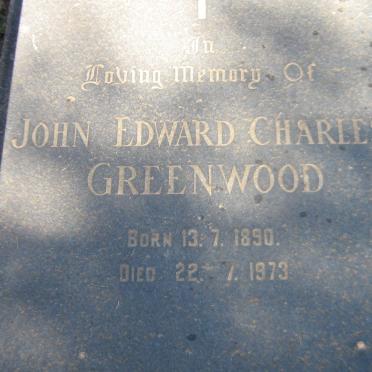 In
Loving Memory Of
JOHN EDWARD CHARLE
GREENWOOD
BORN 13. 7. 1890.
DIED 22. 7. 1973